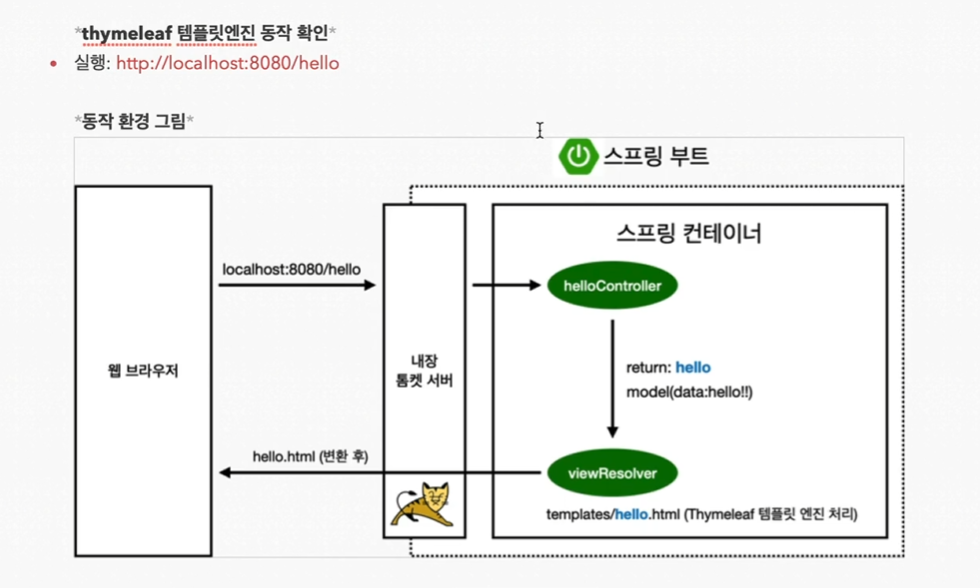 *thymeleaf 템플릿엔진 동작 확인*
• 실행: http://localhost:8080/hello
*동작 환경 그림*
스프링 부트
스프링 컨테이너
localhost:8080/hello
helloController
웹 브라우저
내장
톰켓 서버
return: hello
model(data:hello!!)
hello.html (변환 후)
viewResolver
templates/hello.html (Thymeleaf 템플릿 엔진 처리)